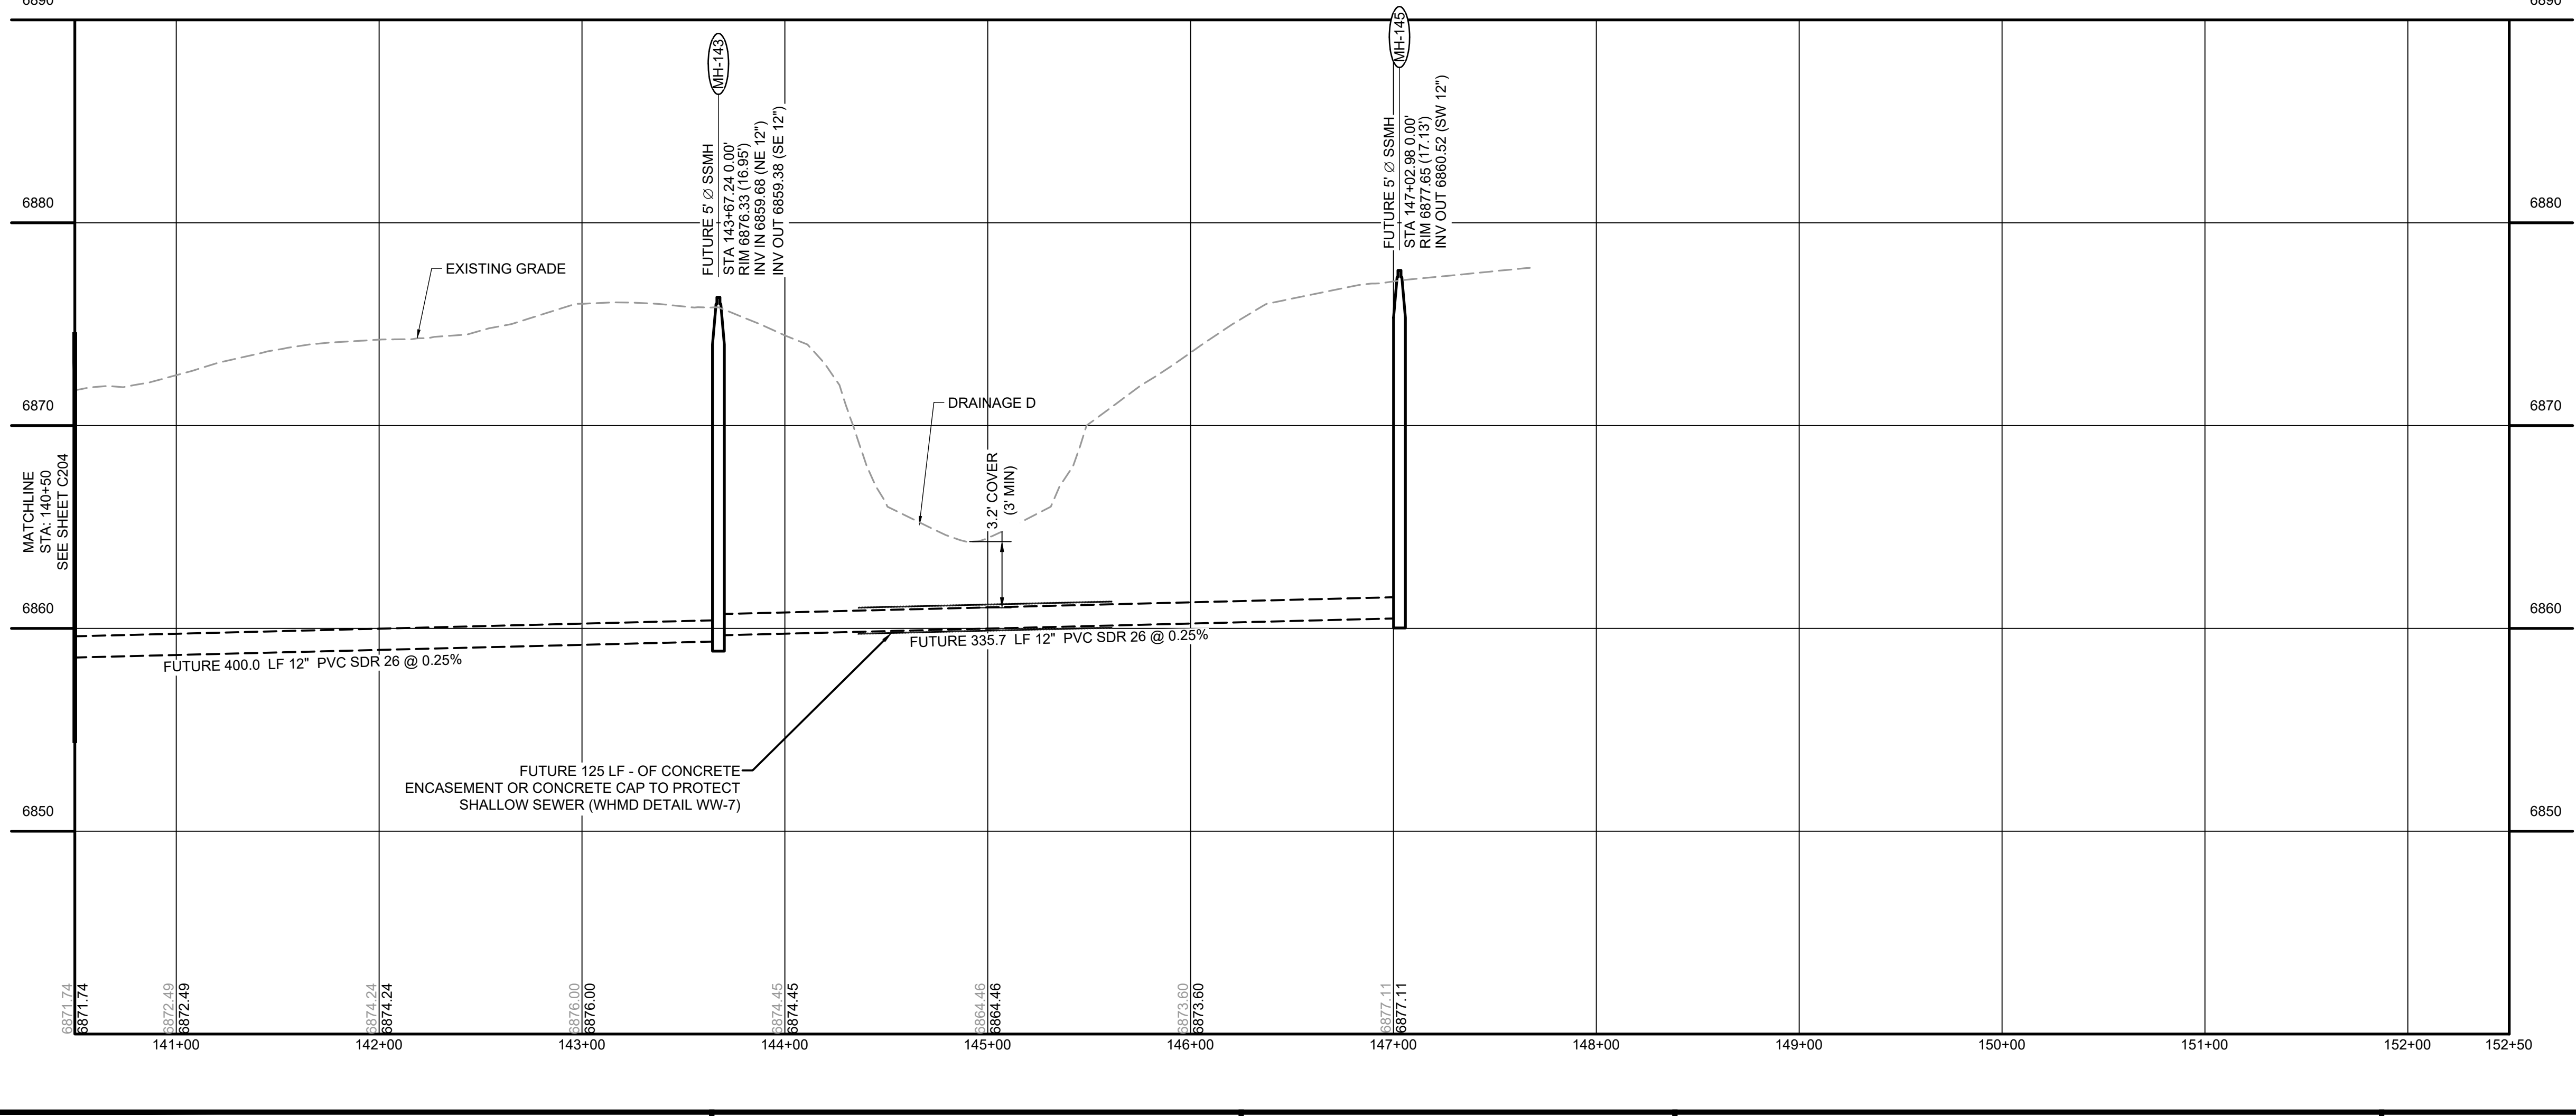 6890
6890
MH-143
MH-145
FUTURE 5' Ø SSMH
STA 143+67.24 0.00'
RIM 6876.33 (16.95')
INV IN 6859.68 (NE 12")
INV OUT 6859.38 (SE 12")
FUTURE 5' Ø SSMH
STA 147+02.98 0.00'
RIM 6877.65 (17.13')
INV OUT 6860.52 (SW 12")
6880
6880
EXISTING GRADE
6870
6870
DRAINAGE D
MATCHLINE
STA: 140+50
SEE SHEET C204
3.2' COVER
(3' MIN)
6860
6860
FUTURE 400.0 LF 12" PVC SDR 26 @ 0.25%
FUTURE 335.7 LF 12" PVC SDR 26 @ 0.25%
FUTURE 125 LF - OF CONCRETE
ENCASEMENT OR CONCRETE CAP TO PROTECT
SHALLOW SEWER (WHMD DETAIL WW-7)
6850
6850
6871.74
6871.74
6872.49
6872.49
6874.24
6874.24
6876.00
6876.00
6874.45
6874.45
6864.46
6864.46
6873.60
6873.60
6877.11
6877.11
141+00
142+00
143+00
144+00
145+00
146+00
147+00
148+00
149+00
150+00
151+00
152+00
152+50